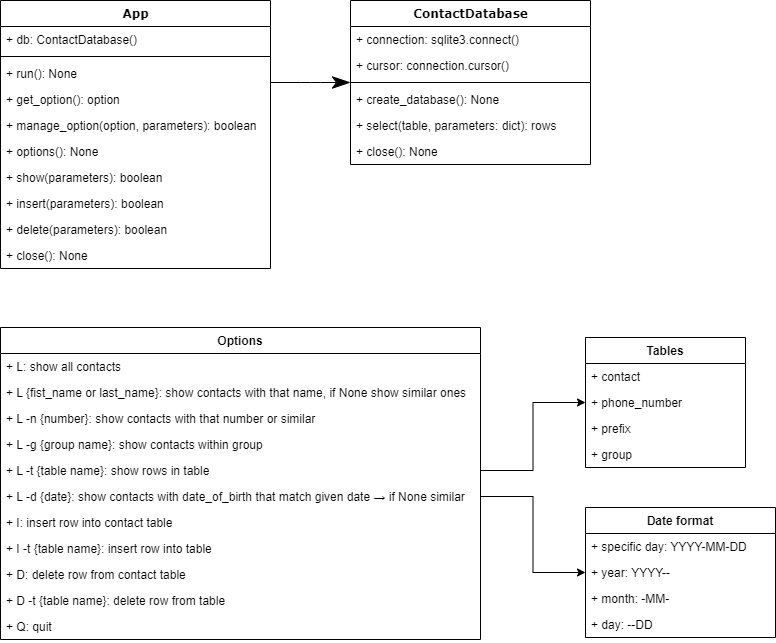 App
+ db: ContactDatabase()
+ run(): None
+ get_option(): option
+ manage_option(option, parameters): boolean
+ options(): None
+ show(parameters): boolean
+ insert(parameters): boolean
+ delete(parameters): boolean
+ close(): None
ContactDatabase
+ connection: sqlite3.connect()
+ cursor: connection.cursor()
+ create_database(): None
+ select(table, parameters: dict): rows
+ close(): None
Options
+ L: show all contacts
+ L {fist_name or last_name}: show contacts with that name, if None show similar ones
+ L -n {number}: show contacts with that number or similar
+ L -g {group name}: show contacts within group
+ L -t {table name}: show rows in table
+ L -d {date}: show contacts with date_of_birth that match given date → if None similar
+ I: insert row into contact table
+ I -t {table name}: insert row into table
+ D: delete row from contact table
+ D -t {table name}: delete row from table
+ Q: quit
Tables
+ contact
+ phone_number
+ prefix
+ group
Date format
+ specific day: YYYY-MM-DD
+ year: YYYY--
+ month: -MM-
+ day: --DD